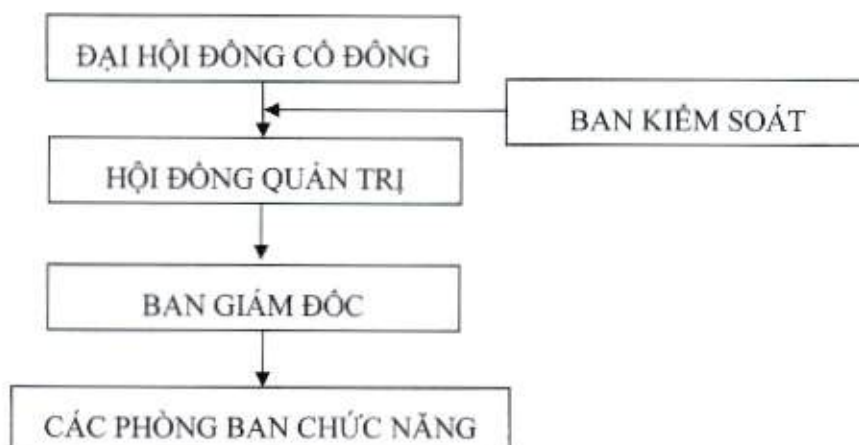 ĐẠI HỘI ĐỒNG CỔ ĐÔNG
BAN KIỂM SOÁT
HỘI ĐỒNG QUẢN TRỊ
BAN GIÁM ĐỐC
CÁC PHÒNG BAN CHỨC NĂNG